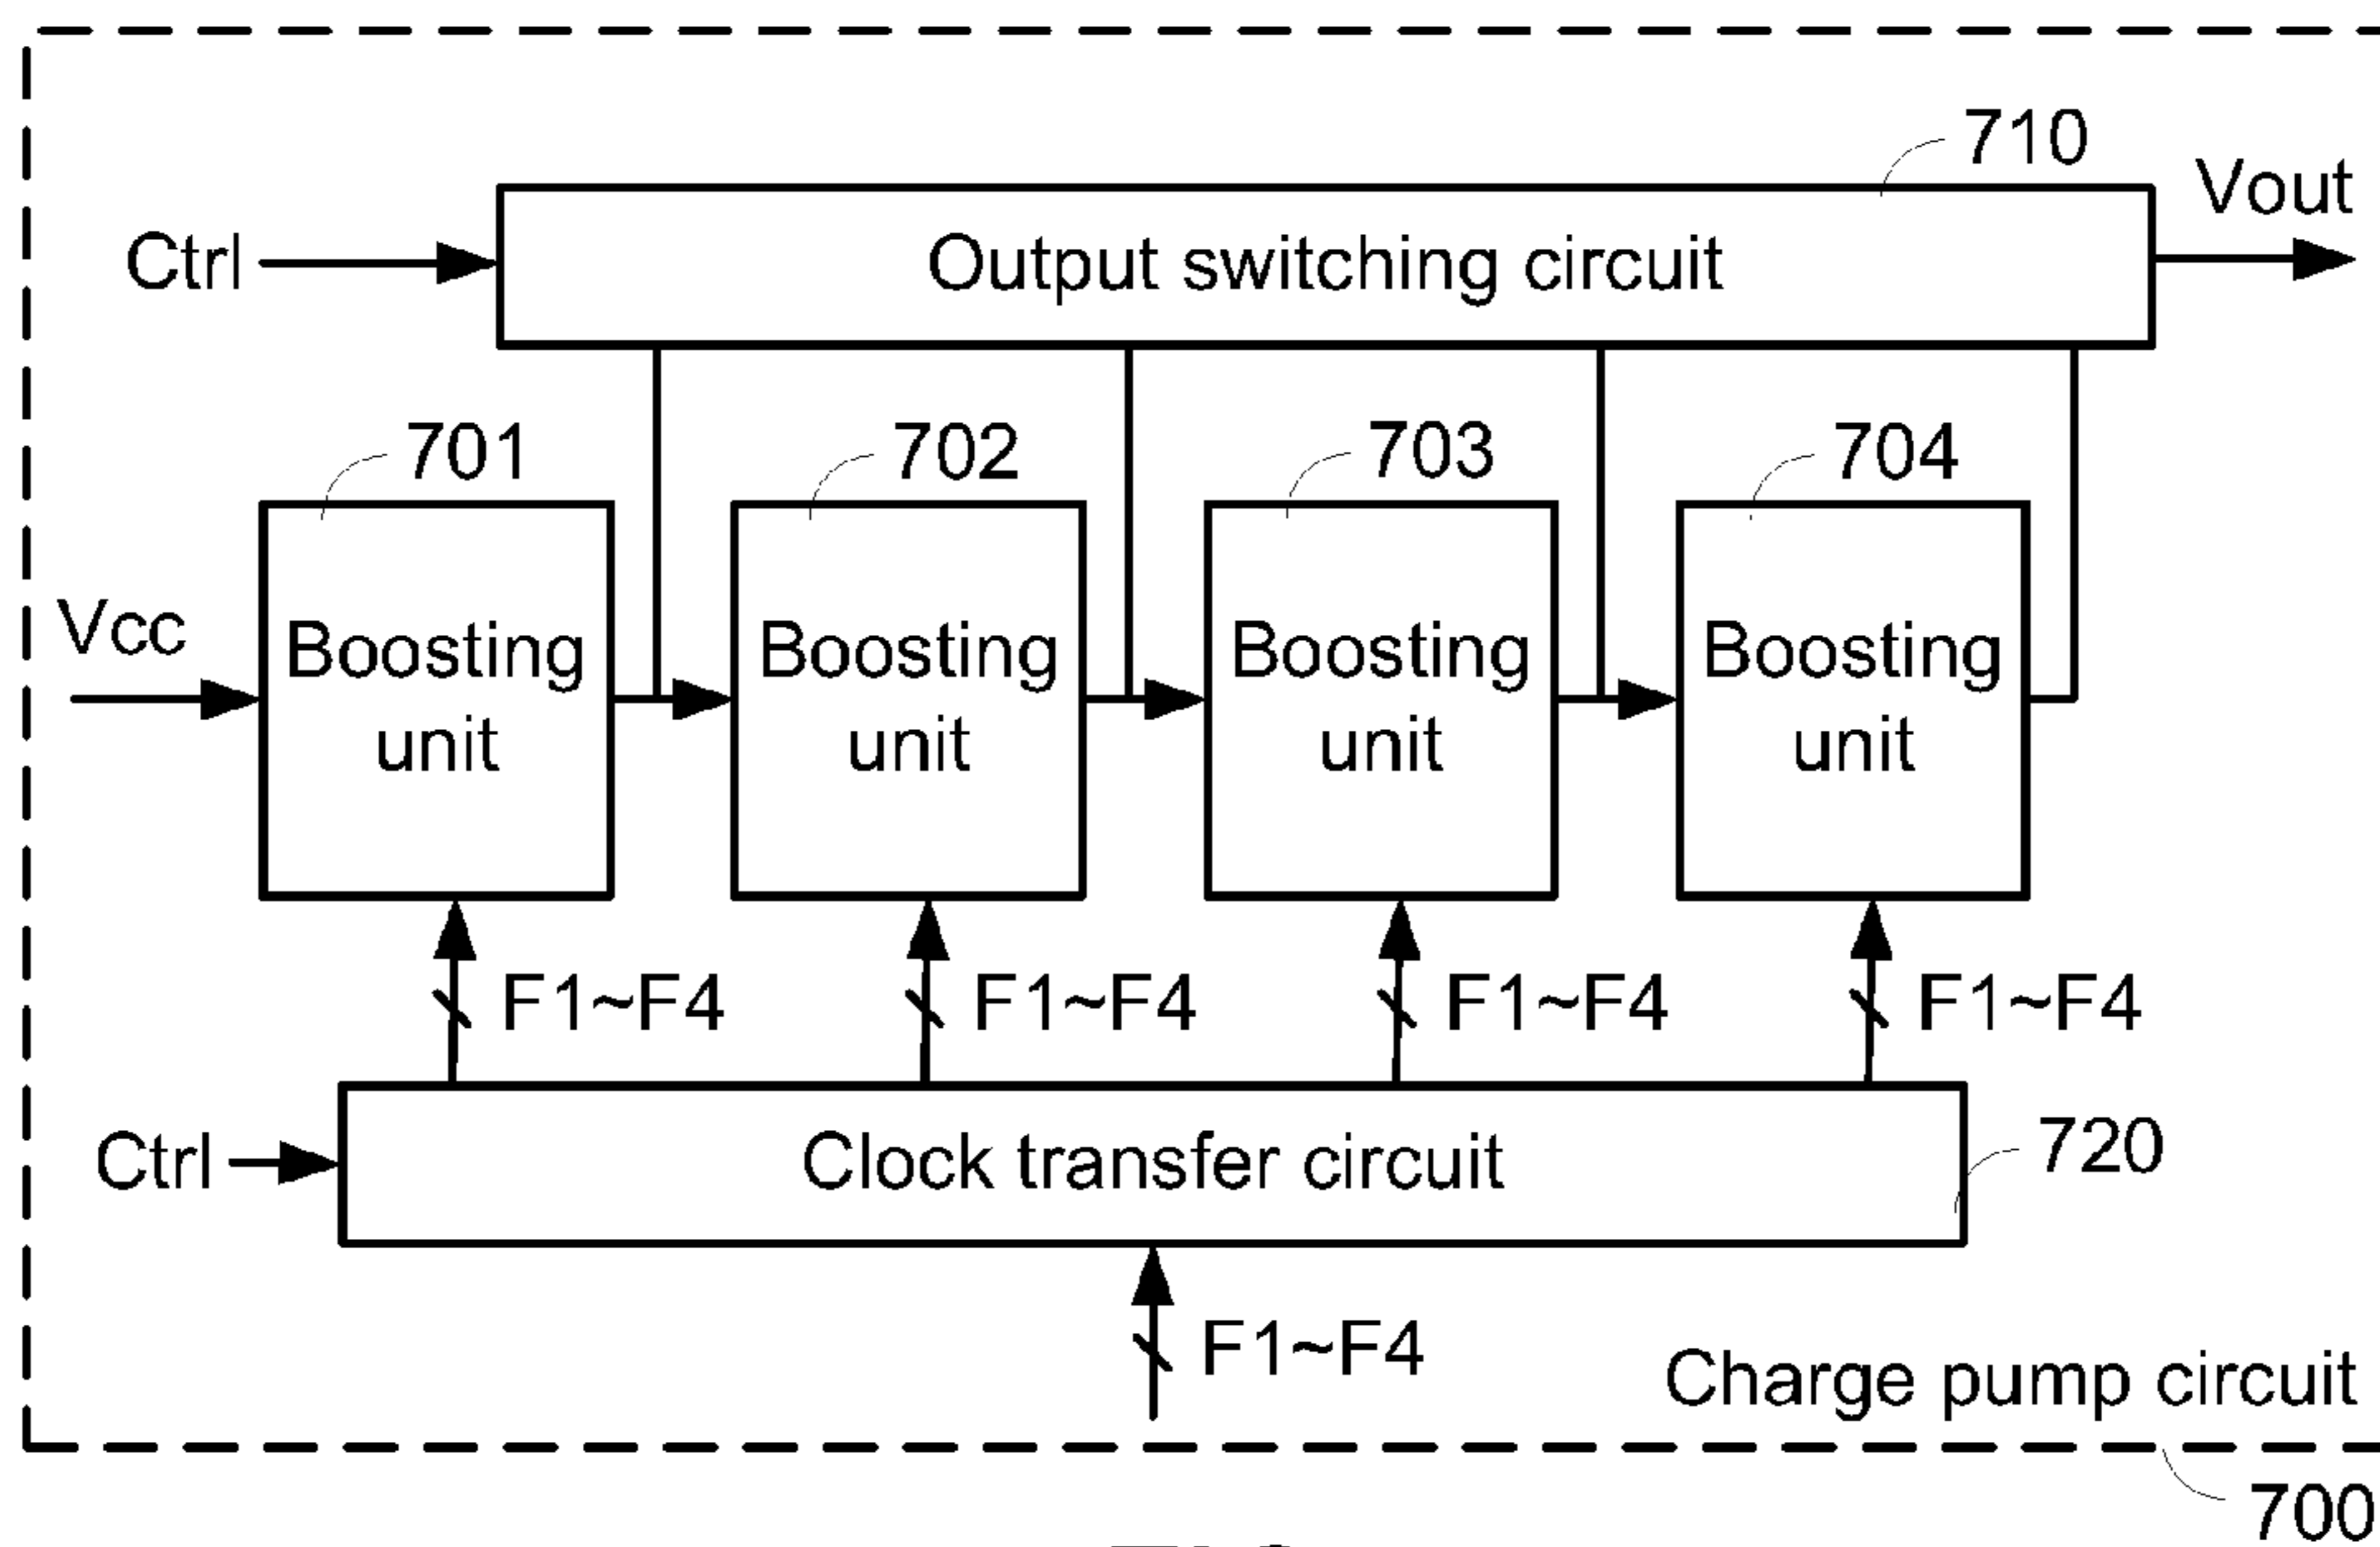 710
Vout
Ctrl
Output switching circuit
701
702
703
704
Vcc
Boosting
unit
Boosting
unit
Boosting
unit
Boosting
unit
F1~F4
F1~F4
F1~F4
F1~F4
Ctrl
Clock transfer circuit
720
F1~F4
Charge pump circuit
700